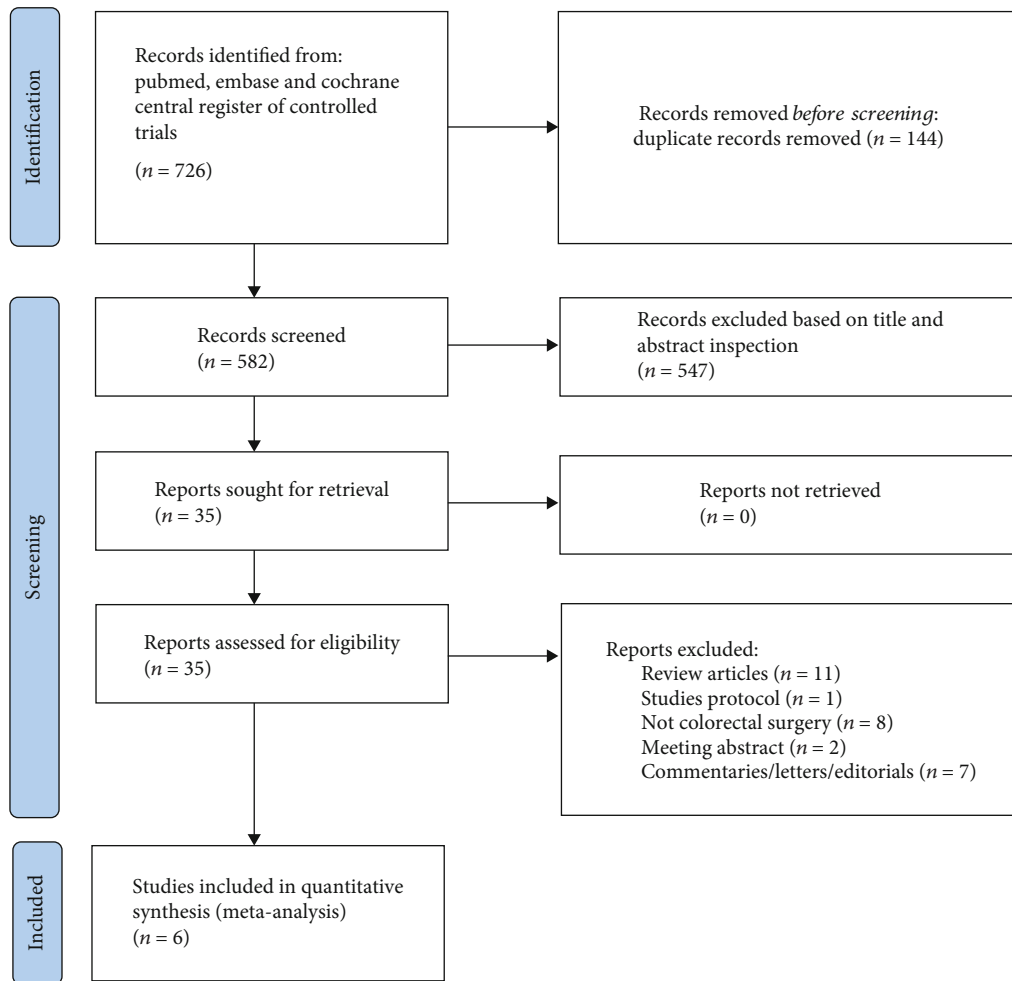 Identification
Records identified from:
pubmed, embase and cochrane
central register of controlled
trials
(n = 726)
Records removed before screening:
duplicate records removed (n = 144)
Screening
Records screened
(n = 582)
Records excluded based on title and
abstract inspection
(n = 547)
Reports sought for retrieval
(n = 35)
Reports not retrieved
(n = 0)
Reports assessed for eligibility
(n = 35)
Reports excluded:
Review articles (n = 11)
Studies protocol (n = 1)
Not colorectal surgery (n = 8)
Meeting abstract (n = 2)
Commentaries/letters/editorials (n = 7)
Included
Studies included in quantitative
synthesis (meta-analysis)
(n = 6)